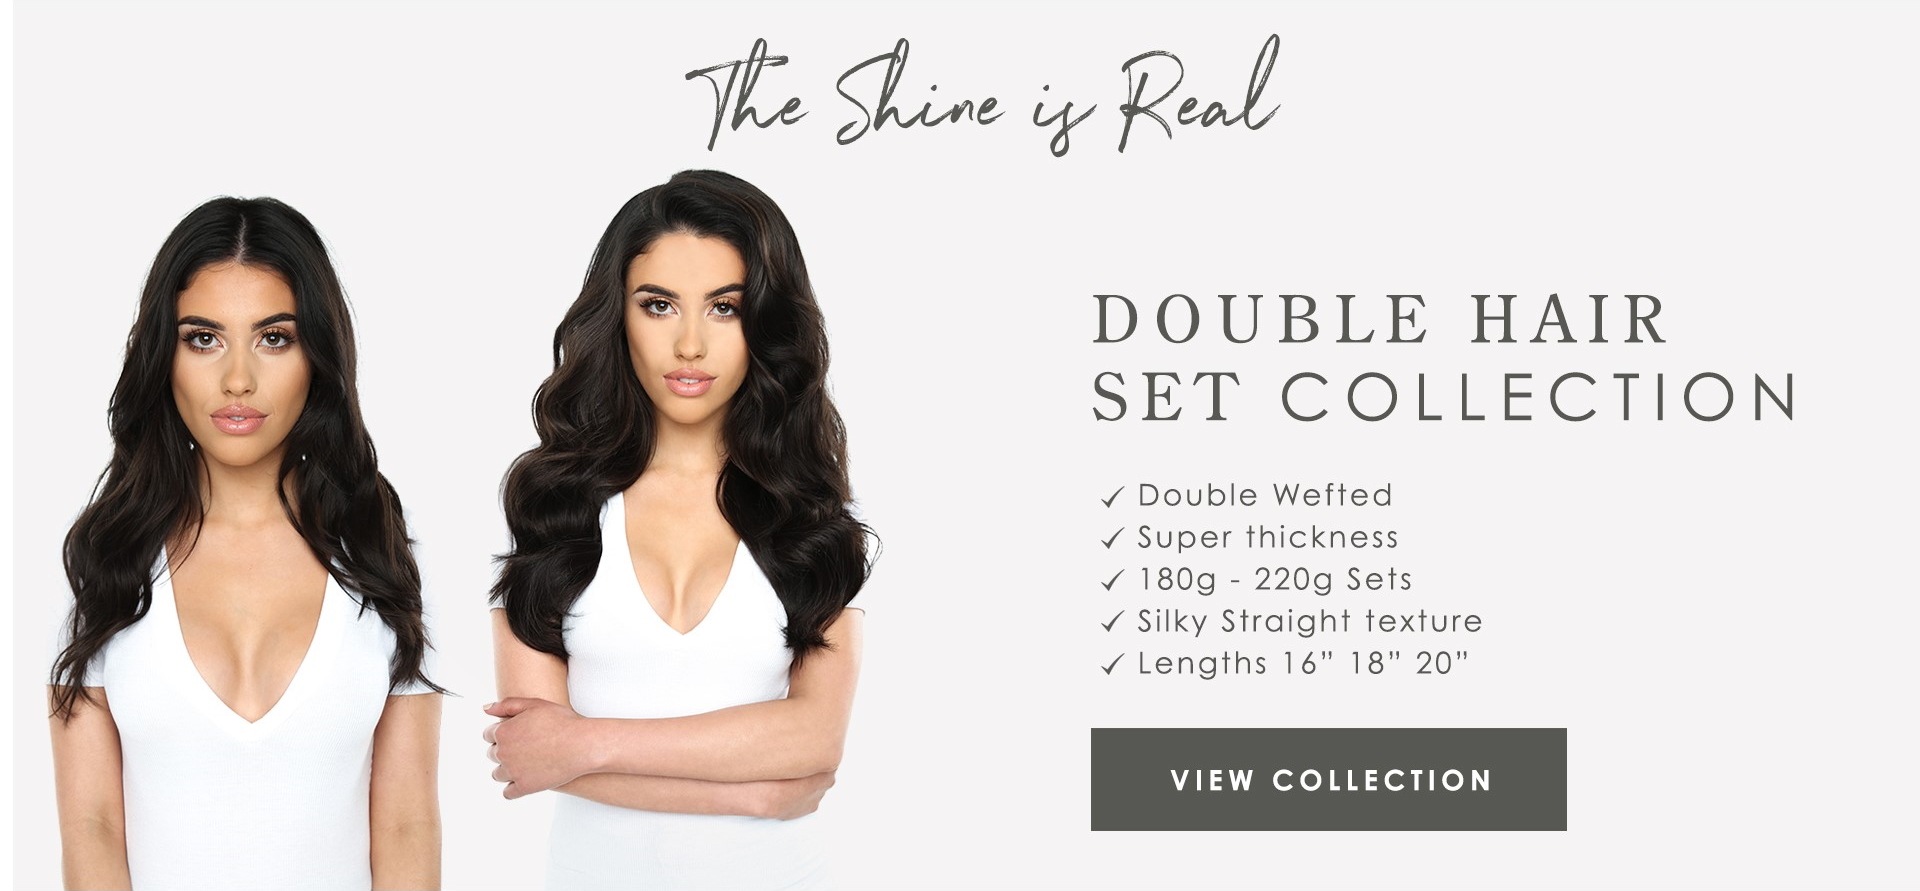 The Shine is Real
DOUBLE HAIR
SET COLLECTION
✓ Double Wefted
✓ Super thickness
✓ 180g - 220g Sets
✓ Silky Straight texture
✓ Lengths 16” 18” 20”
VIEW COLLECTION